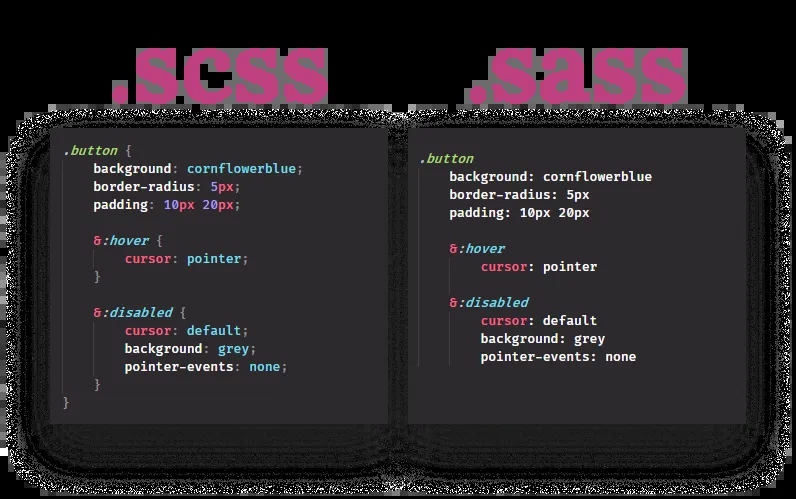 .scss
.button {
    background: cornflowerblue;
    border-radius: 5px;
    padding: 10px 20px;

    &:hover {
        cursor: pointer;
    }

    &:disabled {
        cursor: default;
        background: grey;
        pointer-events: none;
    }
}
.sass
.button
    background: cornflowerblue
    border-radius: 5px
    padding: 10px 20px

    &:hover
        cursor: pointer

    &:disabled
        cursor: default
        background: grey
        pointer-events: none